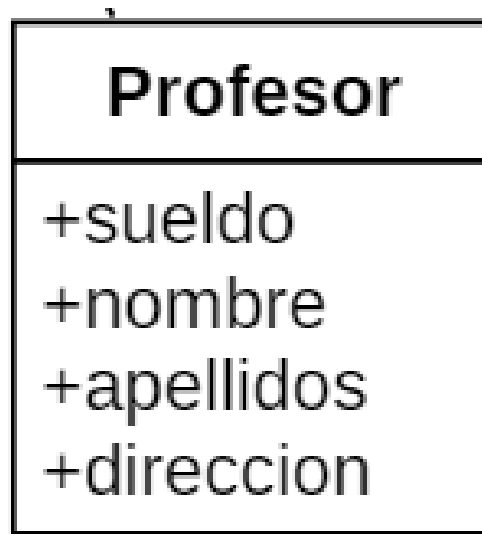 Profesor
+sueldo
+nombre
+apellidos
+direccion